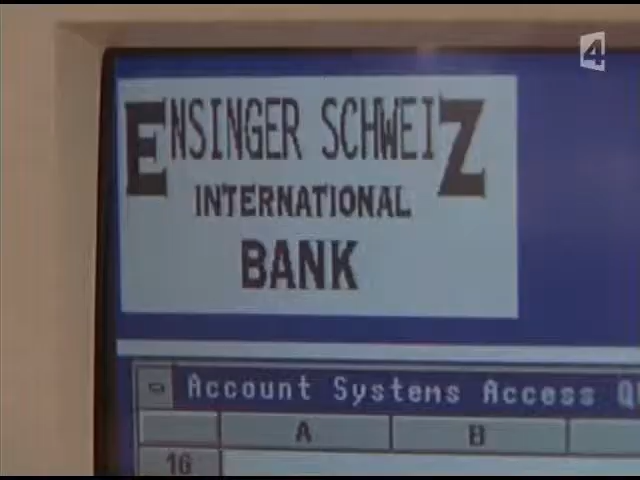 4
ENSINGER SCHWEIZ
INTERNATIONAL
BANK
Account Systems Access
A B
16